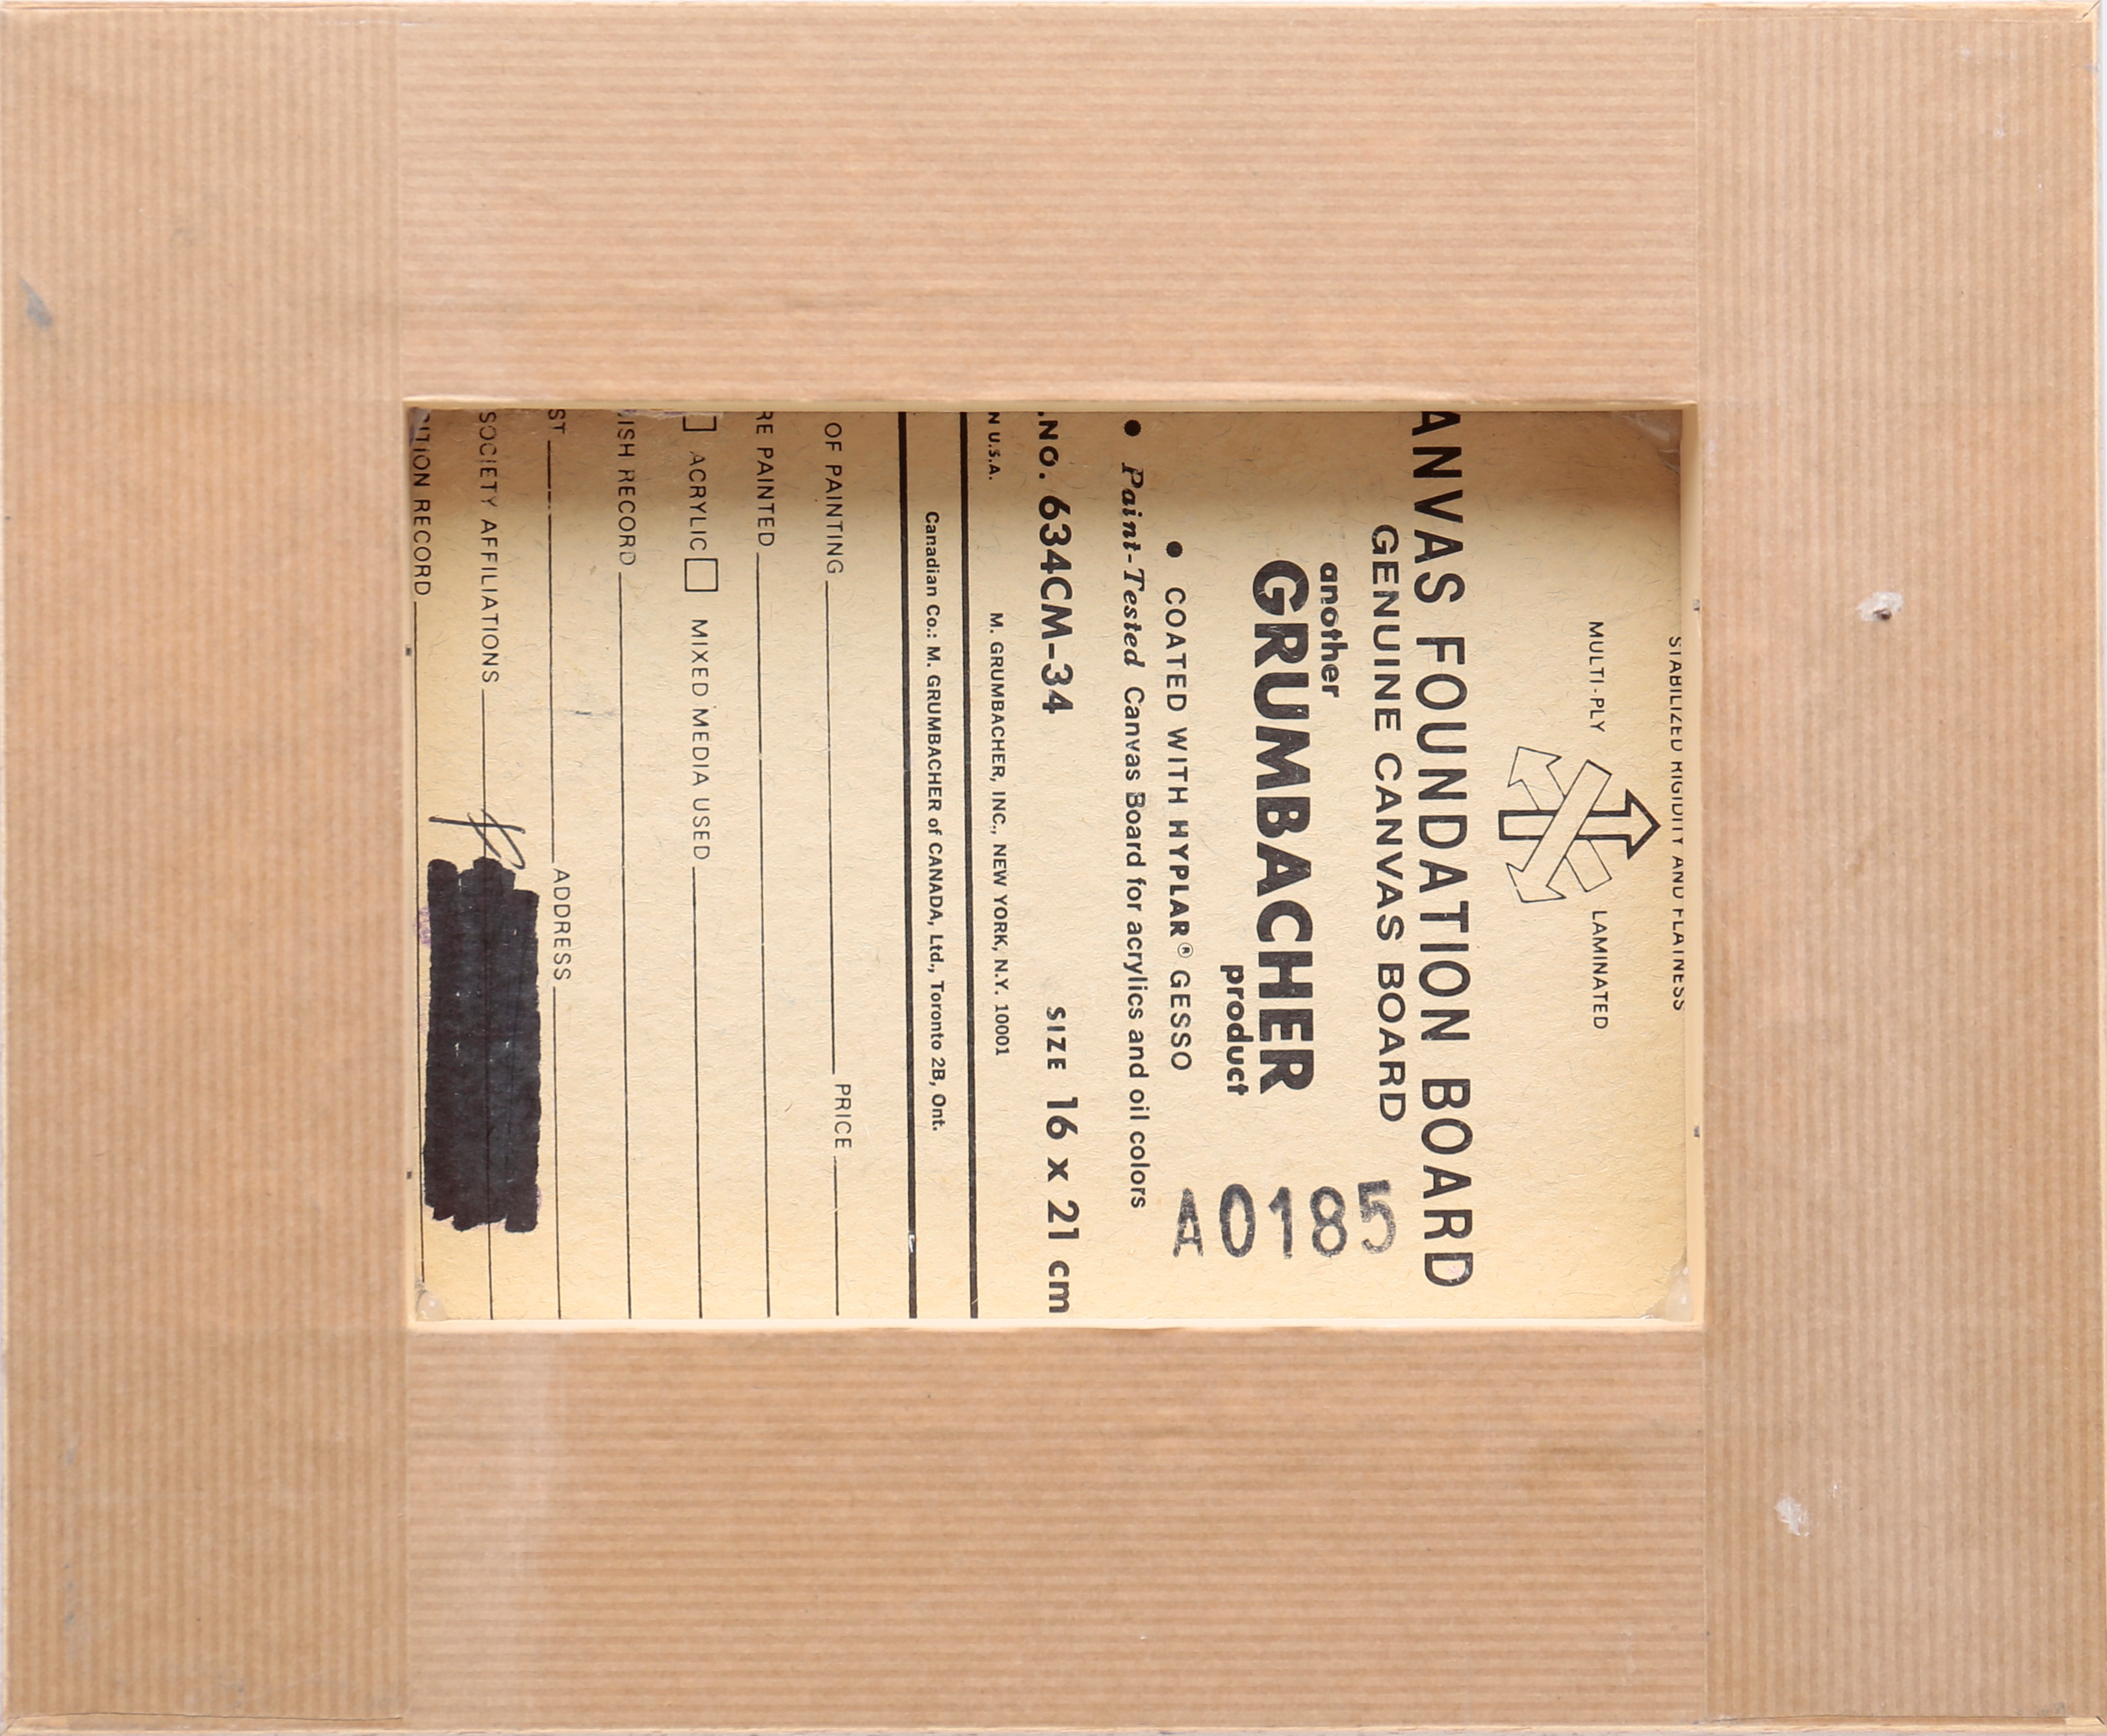 STABILIZED RIGIDITY AND FLATNESS
MULTI-PLY LAMINATED
ANVAS FOUNDATION BOARD
GENUINE CANVAS BOARD
another
GRUMBACHER
product
A0185
• COATED WITH HYPLAR® GESSO
• Paint-Tested Canvas Board for acrylics and oil colors
.NO. 634CM-34 SIZE 16 x 21 cm
N U.S.A. M. GRUMBACHER, INC., NEW YORK, N.Y. 10001
Canadian Co.: M. GRUMBACHER of CANADA, Ltd., Toronto 2B, Ont.
OF PAINTING PRICE
RE PAINTED
ACRYLIC MIXED MEDIA USED
ISH RECORD
ST ADDRESS
SOCIETY AFFILIATIONS
ITION RECORD